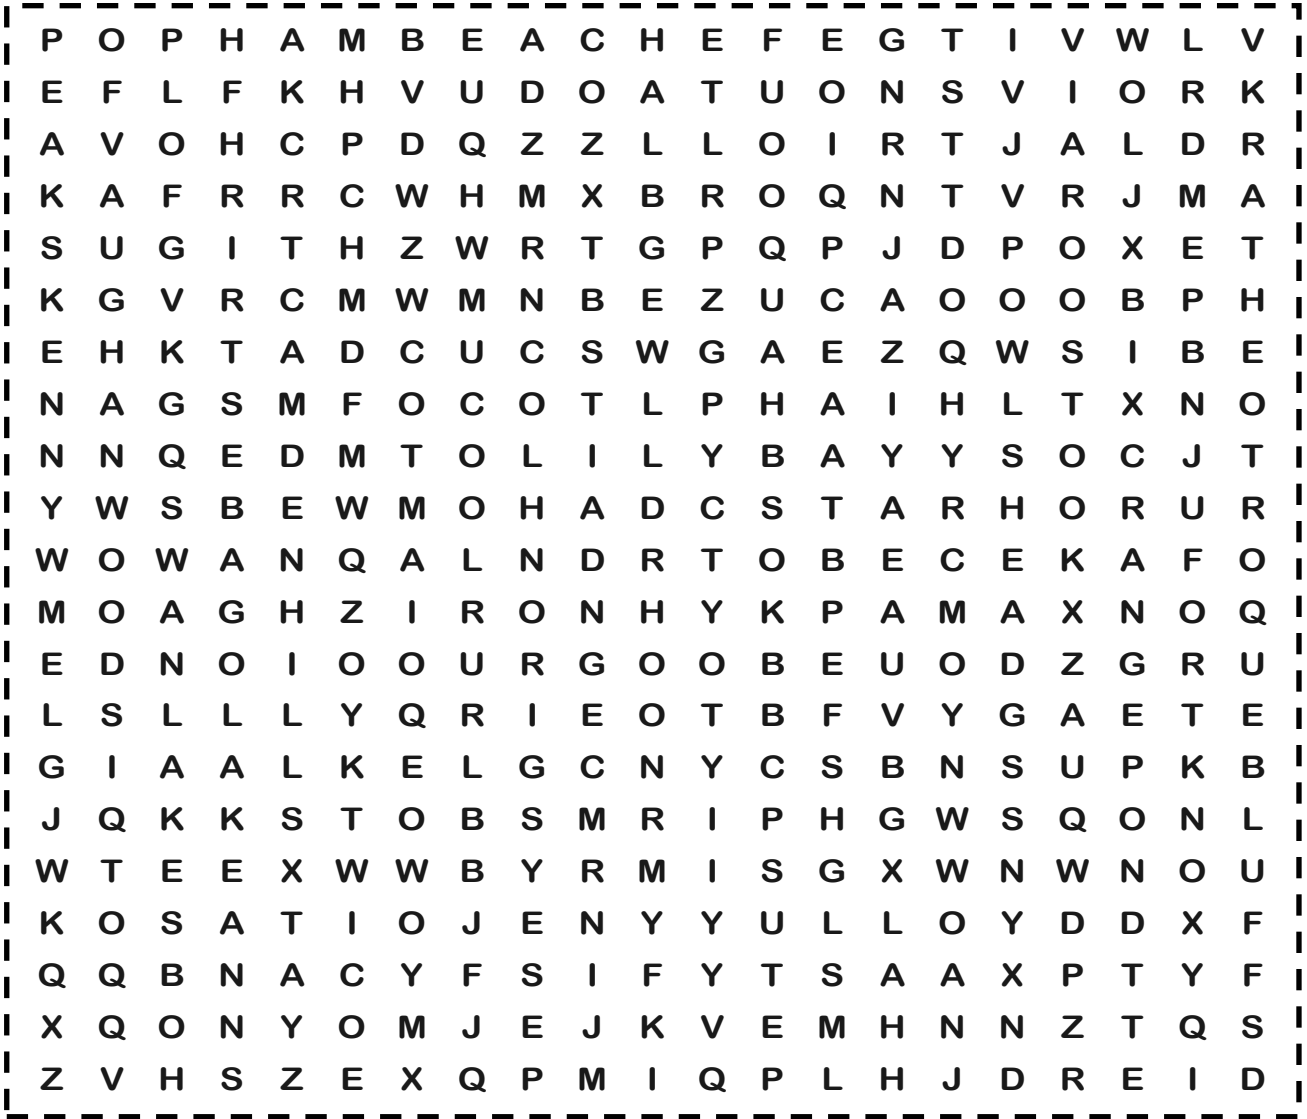 P O P H A M B E A C H E F E G T I V W L V
E F L F K H V U D O A T U O N S V I O R K
A V O H C P D Q Z Z L L O I R T J A L D R
K A F R R C W H M X B R O Q N T V R J M A
S U G I T H Z W R T G P Q P J D P O X E T
K G V R C M W M N B E Z U C A O O O B P H
E H K T A D C U C S W G A E Z Q W S I B E
N A G S M F O C O T L P H A I H L T X N O
N N Q E D M T O L I L Y B A Y Y S O C J T
Y W S B E W M O H A D C S T A R H O R U R
W O W A N Q A L N D R T O B E C E K A F O
M O A G H Z I R O N H Y K P A M A X N O Q
E D N O I O O U R G O O B E U O D Z G R U
L S L L L Y Q R I E O T B F V Y G A E T E
G I A A L K E L G C N Y C S B N S U P K B
J Q K K S T O B S M R I P H G W S Q O N L
W T E E X W W B Y R M I S G X W N W N O U
K O S A T I O J E N Y Y U L L O Y D D X F
Q Q B N A C Y F S I F Y T S A A X P T Y F
X Q O N Y O M J E J K V E M H N N Z T Q S
Z V H S Z E X Q P M I Q P L H J D R E I D